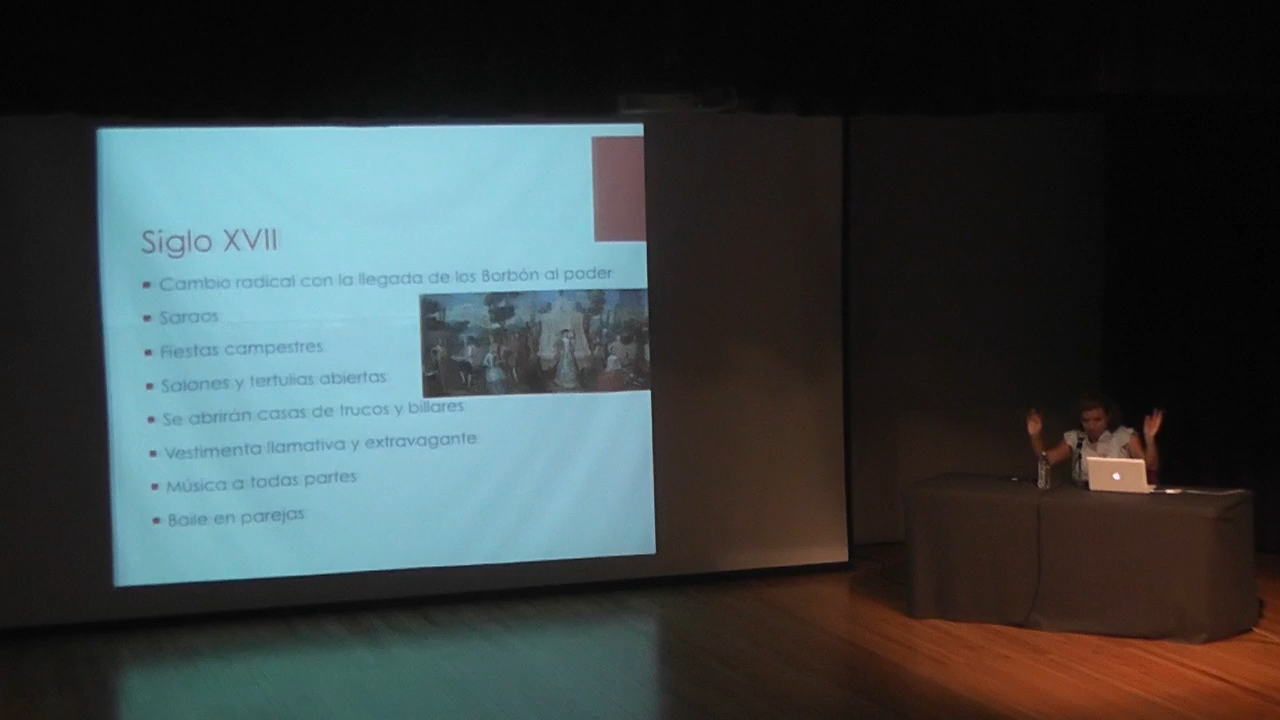 Siglo XVII
Cambio radical con la llegada de los Borbón al poder
Saraos
Fiestas campestres
Salones y tertulias abiertas
Se abrirán casas de trucos y billares
Vestimenta llamativa y extravagante
Música a todas partes
Baile en parejas